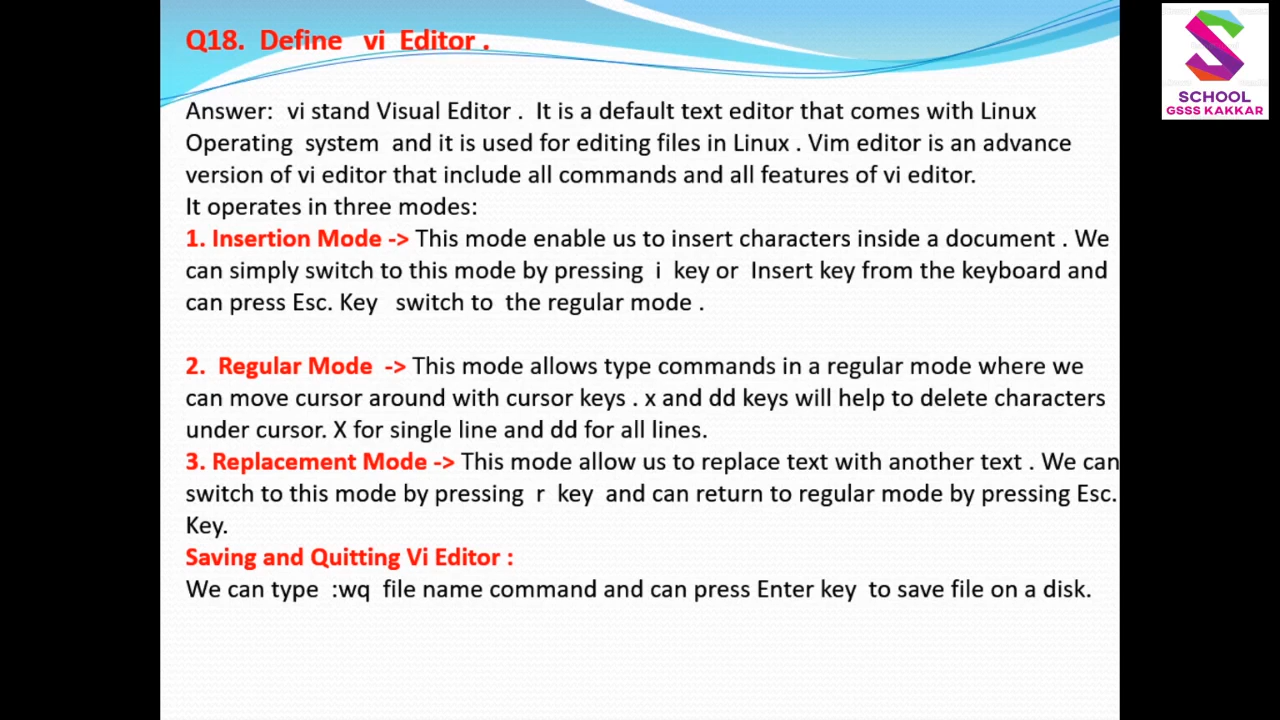 Q18. Define vi Editor .
SCHOOL
GSSS KAKKAR
Answer: vi stand Visual Editor . It is a default text editor that comes with Linux
Operating system and it is used for editing files in Linux . Vim editor is an advance
version of vi editor that include all commands and all features of vi editor.
It operates in three modes:
1. Insertion Mode -> This mode enable us to insert characters inside a document . We
can simply switch to this mode by pressing i key or Insert key from the keyboard and
can press Esc. Key switch to the regular mode .
2. Regular Mode -> This mode allows type commands in a regular mode where we
can move cursor around with cursor keys . x and dd keys will help to delete characters
under cursor. X for single line and dd for all lines.
3. Replacement Mode -> This mode allow us to replace text with another text . We can
switch to this mode by pressing r key and can return to regular mode by pressing Esc.
Key.
Saving and Quitting Vi Editor :
We can type :wq file name command and can press Enter key to save file on a disk.